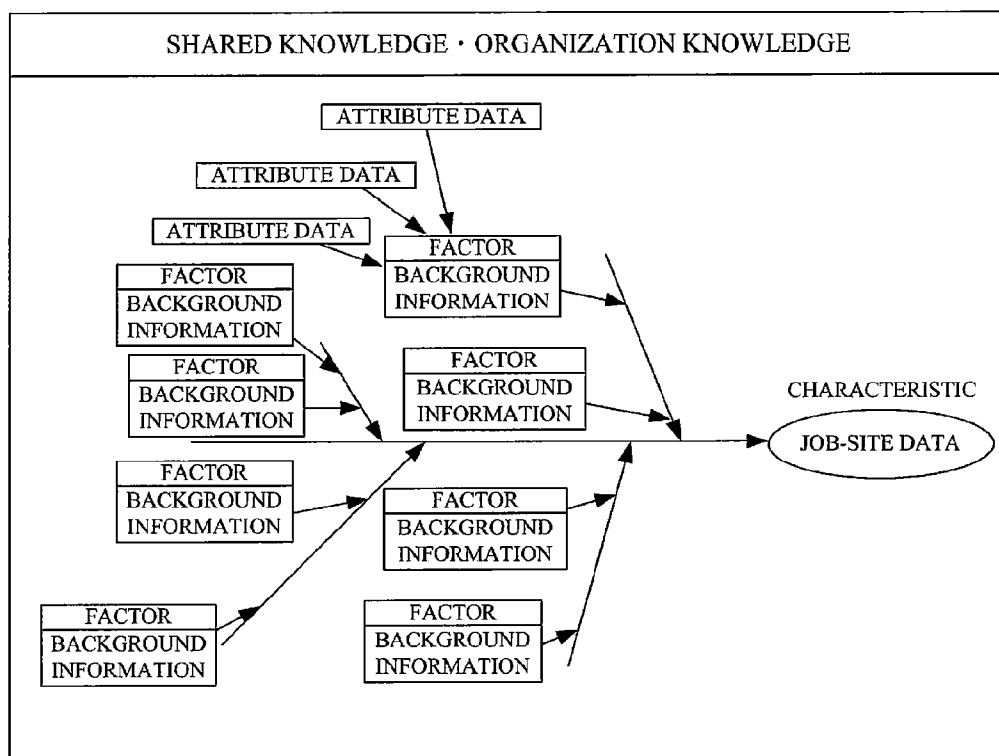 SHARED KNOWLEDGE・ORGANIZATION KNOWLEDGE
ATTRIBUTE DATA
ATTRIBUTE DATA
ATTRIBUTE DATA
FACTOR
BACKGROUND
INFORMATION
FACTOR
BACKGROUND
INFORMATION
FACTOR
BACKGROUND
INFORMATION
FACTOR
BACKGROUND
INFORMATION
CHARACTERISTIC
JOB-SITE DATA
FACTOR
BACKGROUND
INFORMATION
FACTOR
BACKGROUND
INFORMATION
FACTOR
BACKGROUND
INFORMATION
FACTOR
BACKGROUND
INFORMATION